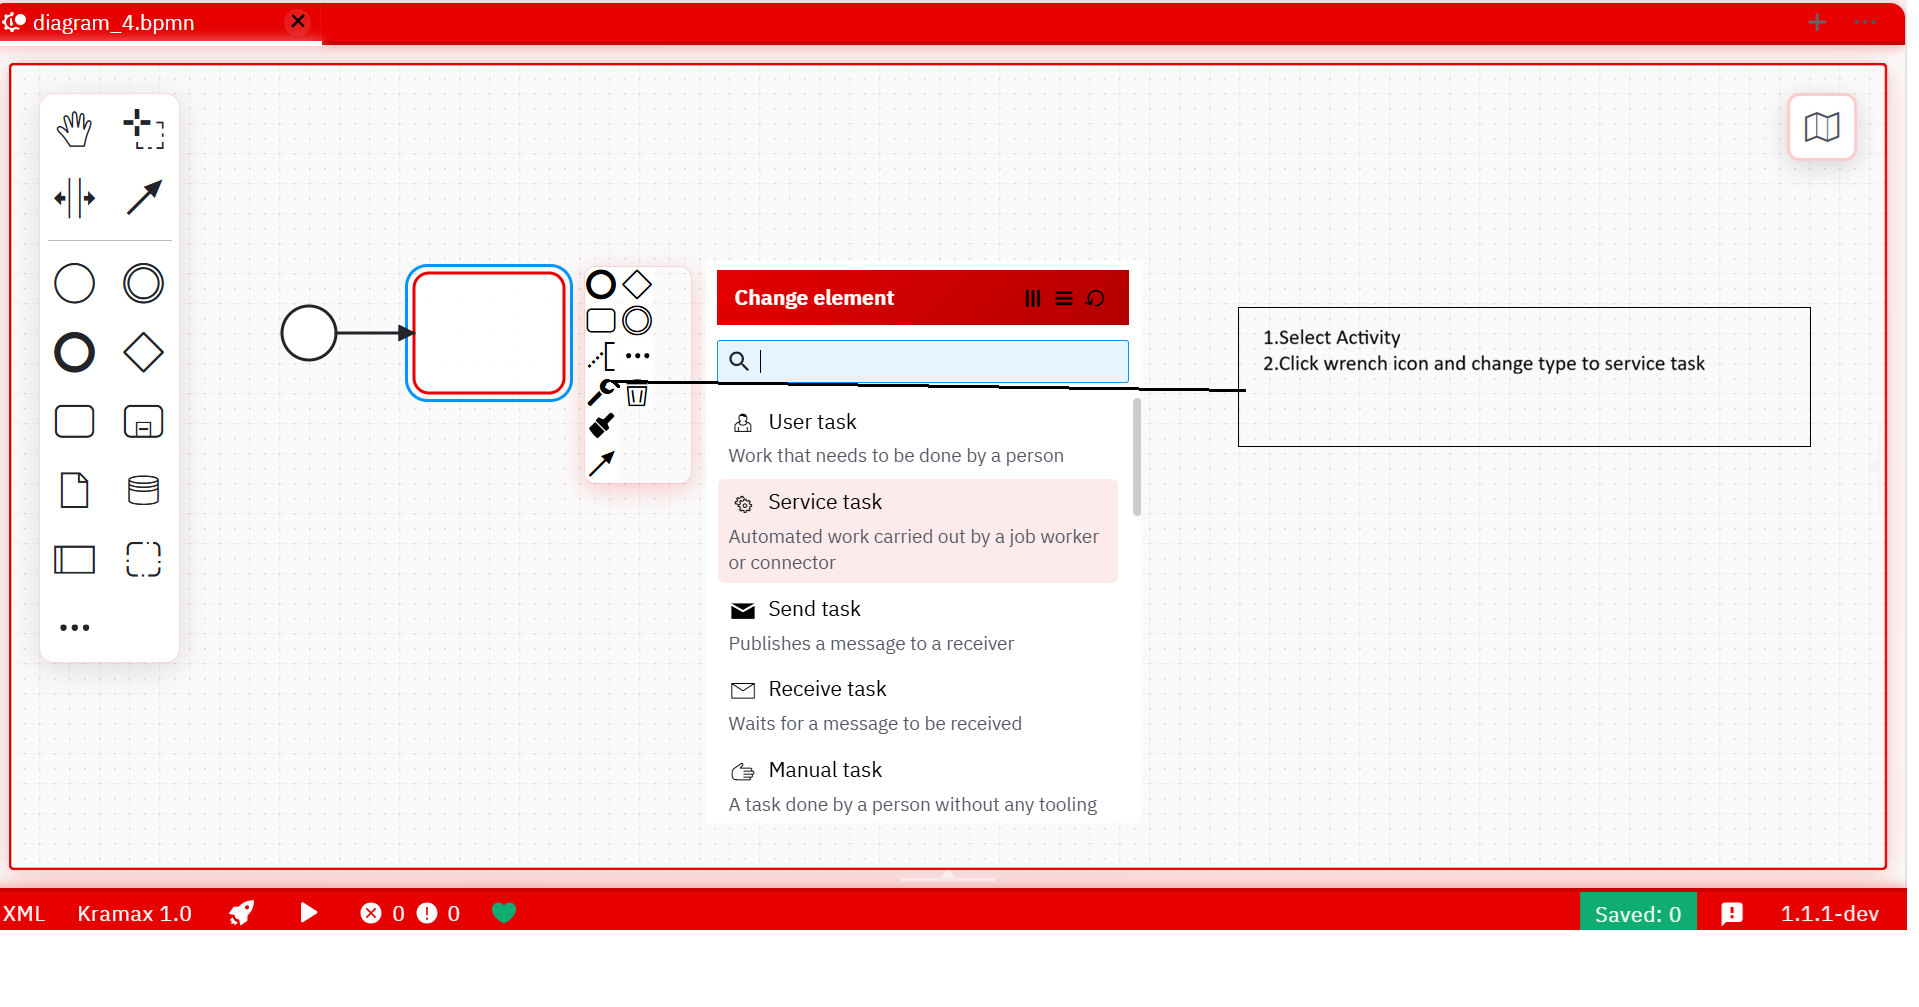 diagram_4.bpmn
Change element
1.Select Activity
2.Click wrench icon and change type to service task
User task
Work that needs to be done by a person
Service task
Automated work carried out by a job worker
or connector
Send task
Publishes a message to a receiver
Receive task
Waits for a message to be received
Manual task
A task done by a person without any tooling
XML Kramax 1.0 0 0 Saved: 0 1.1.1-dev